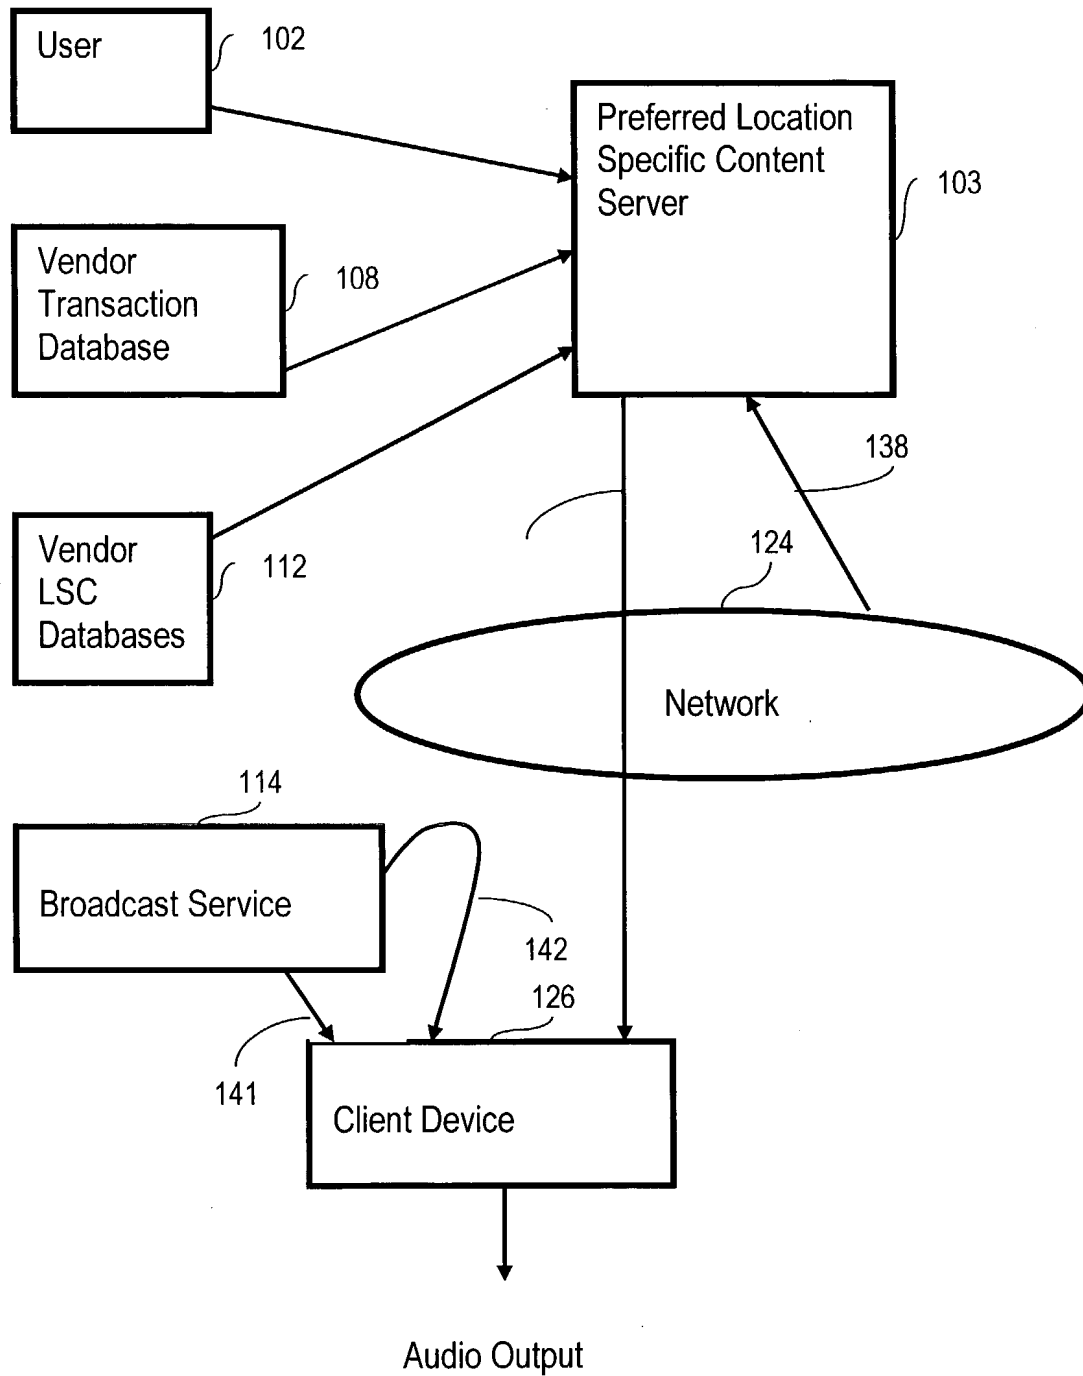 User
102
Preferred Location
Specific Content
Server
103
Vendor
Transaction
Database
108
138
124
Vendor
LSC
Databases
112
Network
114
Broadcast Service
142
126
141
Client Device
Audio Output